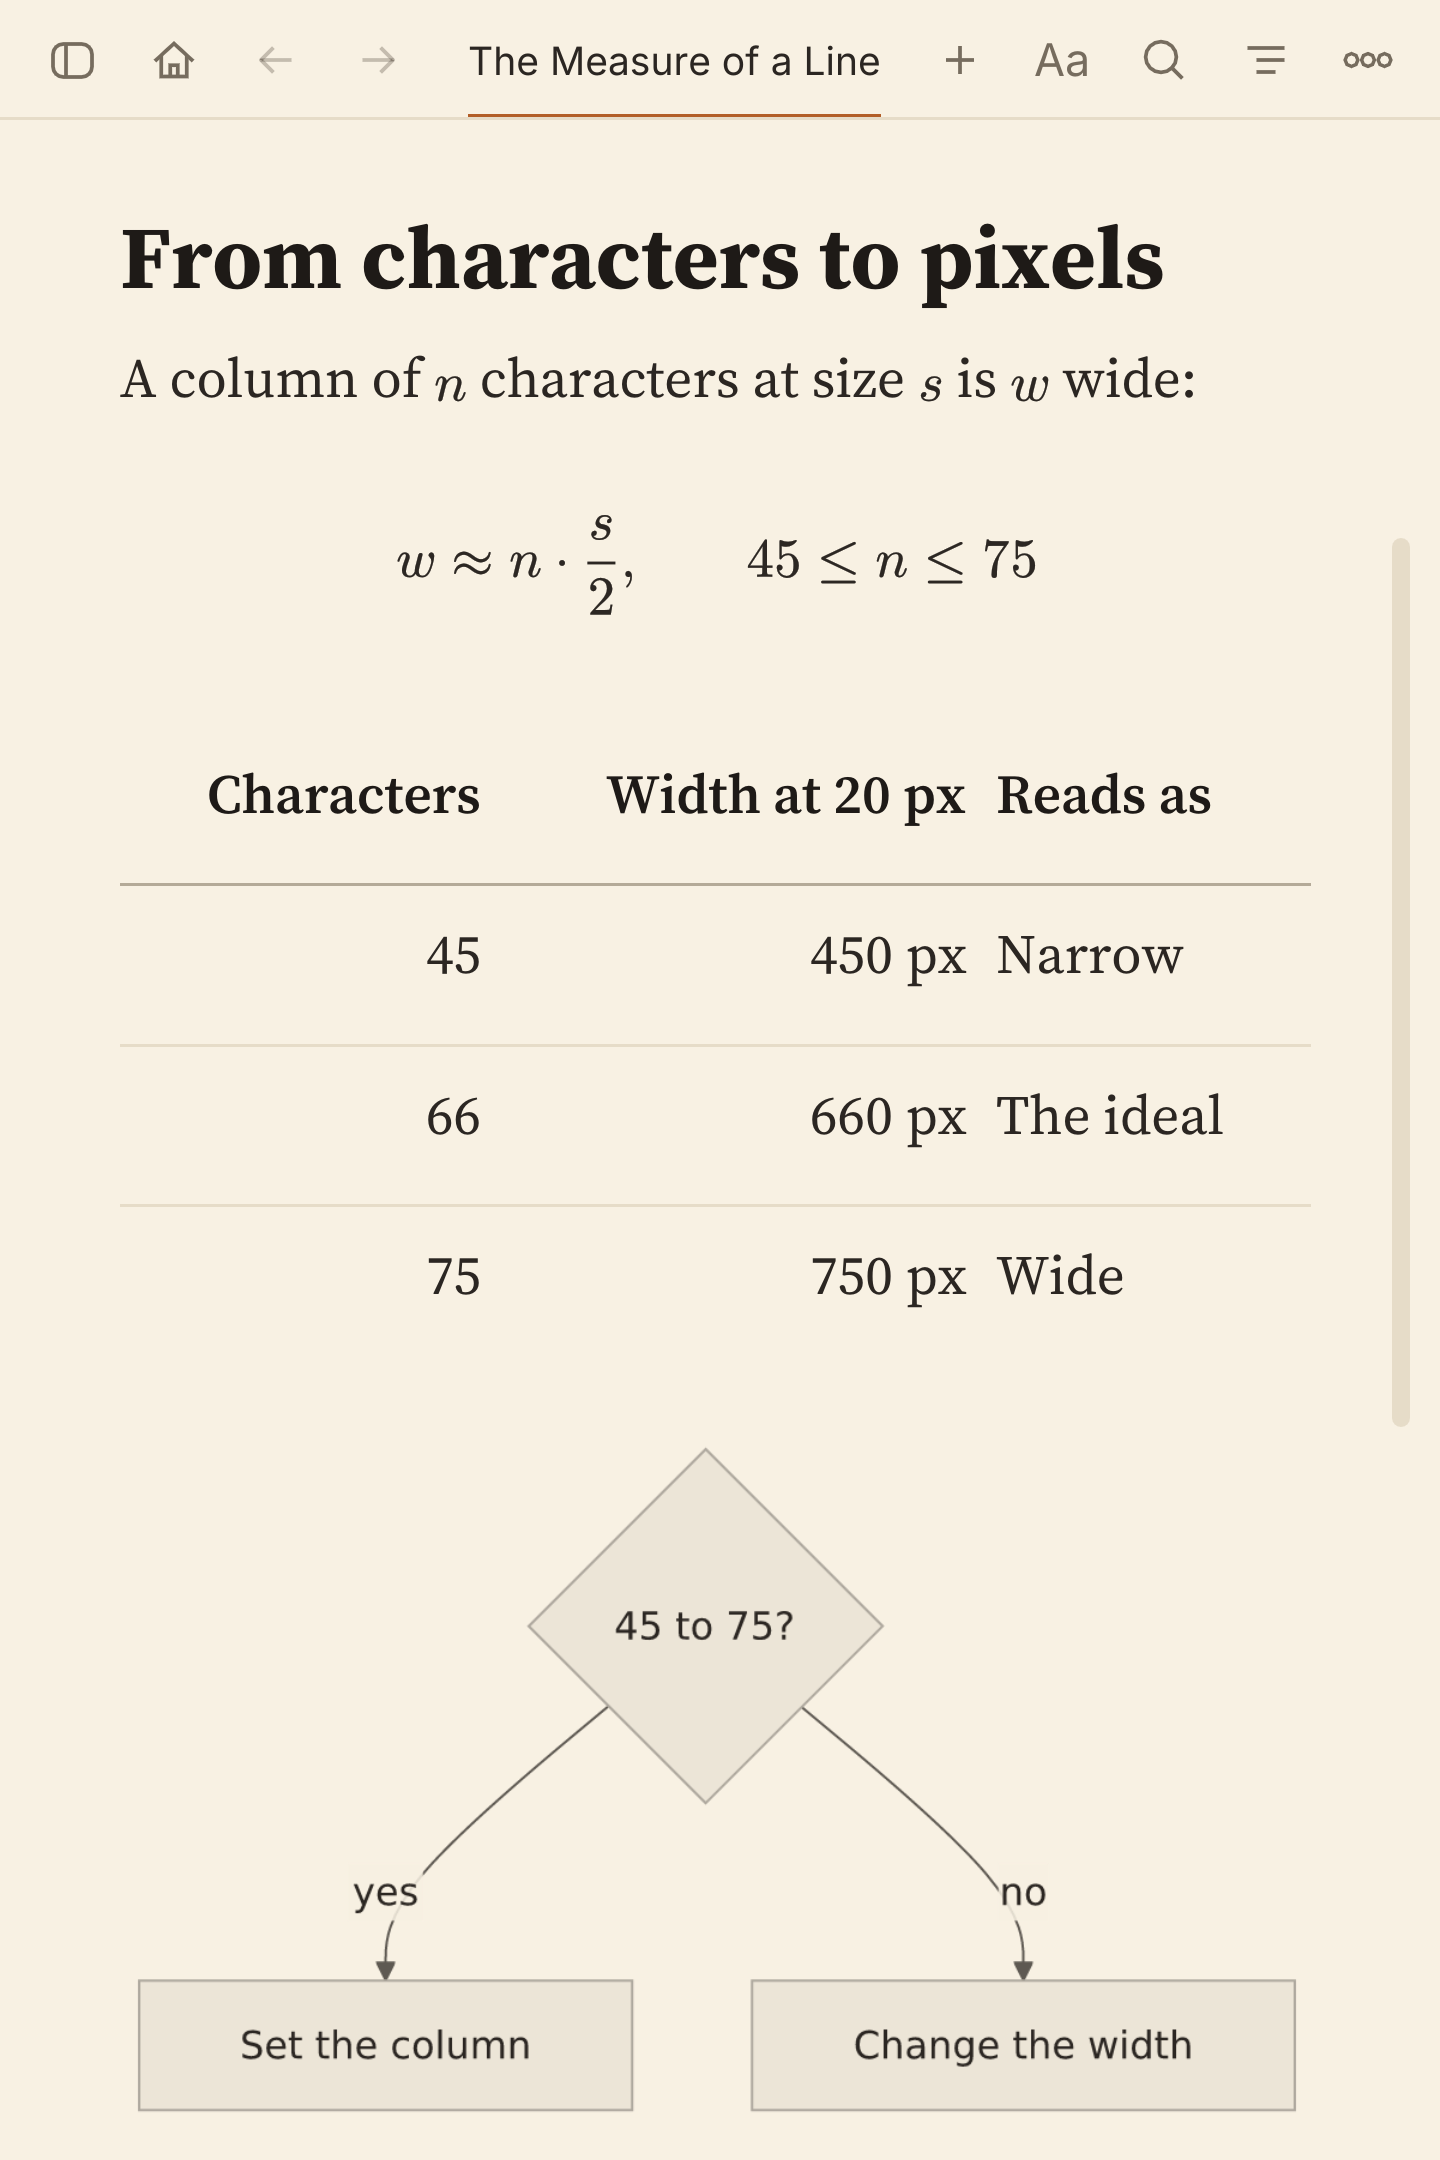 The Measure of a Line
Aa
From characters to pixels
A column of n characters at size s is w wide:
w ≈ n · s/2, 45 ≤ n ≤ 75
Characters Width at 20 px Reads as
45 450 px Narrow
66 660 px The ideal
75 750 px Wide
45 to 75?
yes no
Set the column Change the width